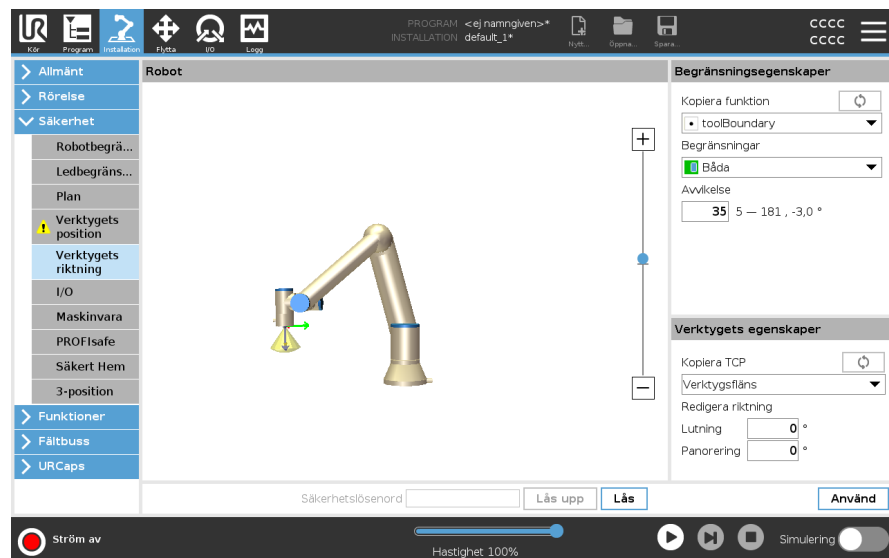 PROGRAM <ej namngiven>*
INSTALLATION default_1*
Kör
Program
Installation
Flytta
I/O
Logg
Nytt...
Öppna...
Spara...
CCCC
CCCC
Allmänt
Rörelse
Säkerhet
Robotbegrä...
Ledbegräns...
Plan
Verktygets
position
Verktygets
riktning
I/O
Maskinvara
PROFIsafe
Säkert Hem
3-position
Funktioner
Fältbuss
URCaps
Robot
Begränsningsegenskaper
Kopiera funktion
toolBoundary
Begränsningar
Båda
Avvikelse
35 5 — 181 , -3,0 °
Verktygets egenskaper
Kopiera TCP
Verktygsfläns
Redigera riktning
Lutning 0 °
Panorering 0 °
Säkerhetslösenord
Lås upp
Lås
Använd
Ström av
Hastighet 100%
Simulering